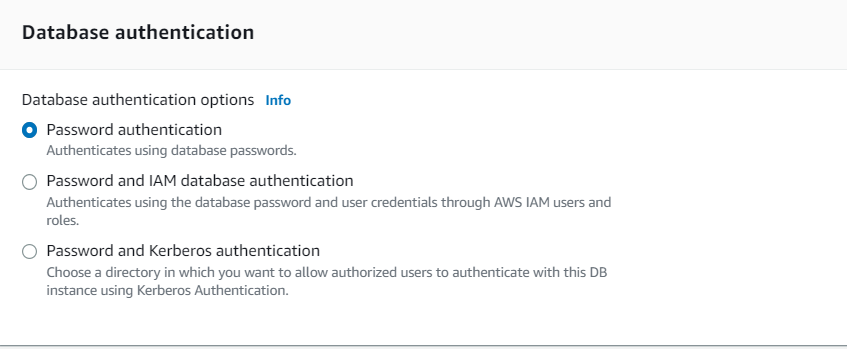 Database authentication
Database authentication options Info
Password authentication
Authenticates using database passwords.
Password and IAM database authentication
Authenticates using the database password and user credentials through AWS IAM users and
roles.
Password and Kerberos authentication
Choose a directory in which you want to allow authorized users to authenticate with this DB
instance using Kerberos Authentication.